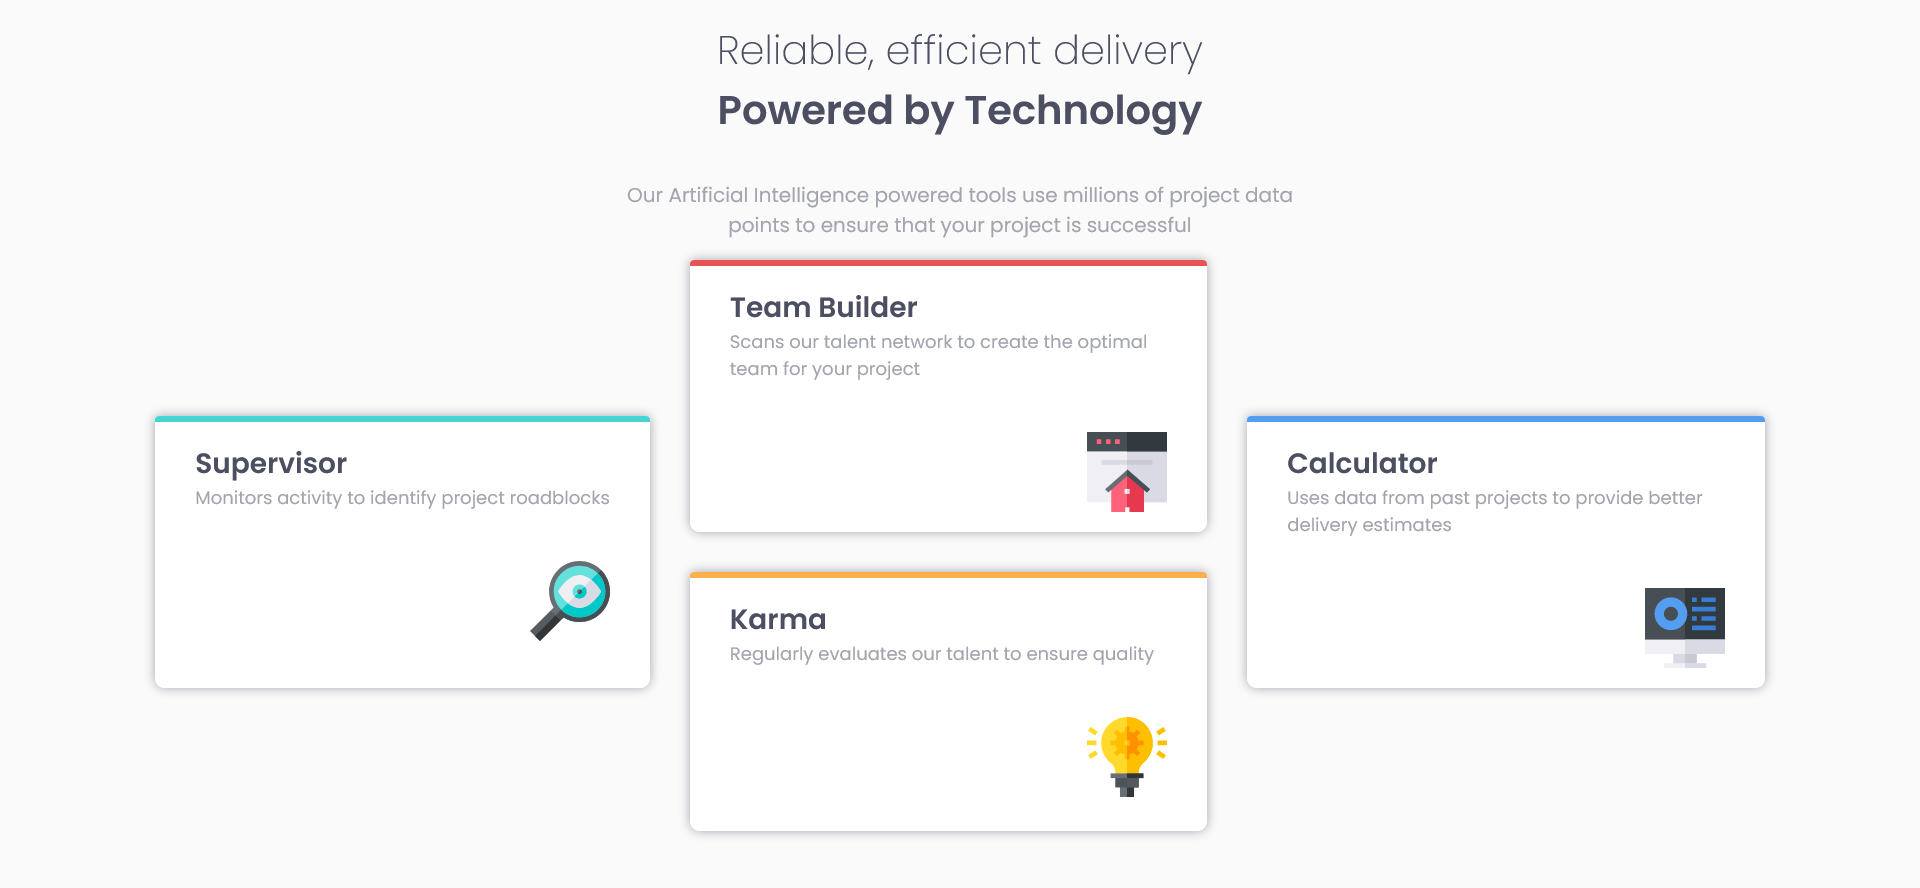 Reliable, efficient delivery
Powered by Technology
Our Artificial Intelligence powered tools use millions of project data
points to ensure that your project is successful
Supervisor
Monitors activity to identify project roadblocks
Team Builder
Scans our talent network to create the optimal
team for your project
Karma
Regularly evaluates our talent to ensure quality
Calculator
Uses data from past projects to provide better
delivery estimates